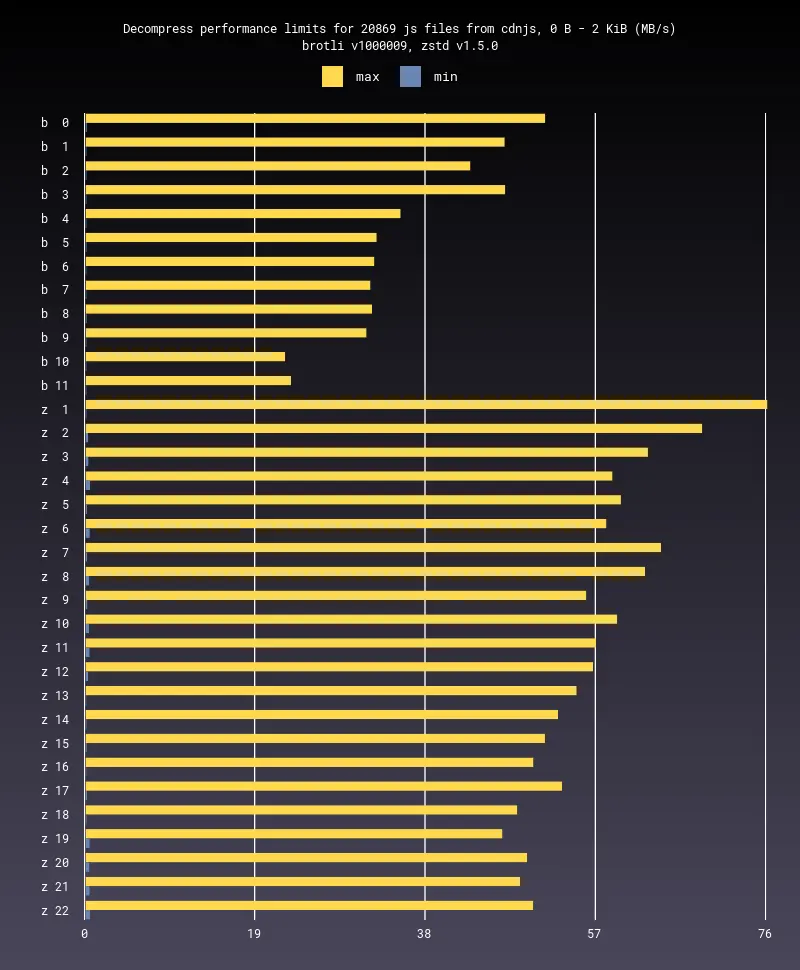 Decompress performance limits for 20869 js files from cdnjs, 0 B - 2 KiB (MB/s)
brotli v1000009, zstd v1.5.0
max min
b 0
b 1
b 2
b 3
b 4
b 5
b 6
b 7
b 8
b 9
b 10
b 11
z 1
z 2
z 3
z 4
z 5
z 6
z 7
z 8
z 9
z 10
z 11
z 12
z 13
z 14
z 15
z 16
z 17
z 18
z 19
z 20
z 21
z 22
0 19 38 57 76